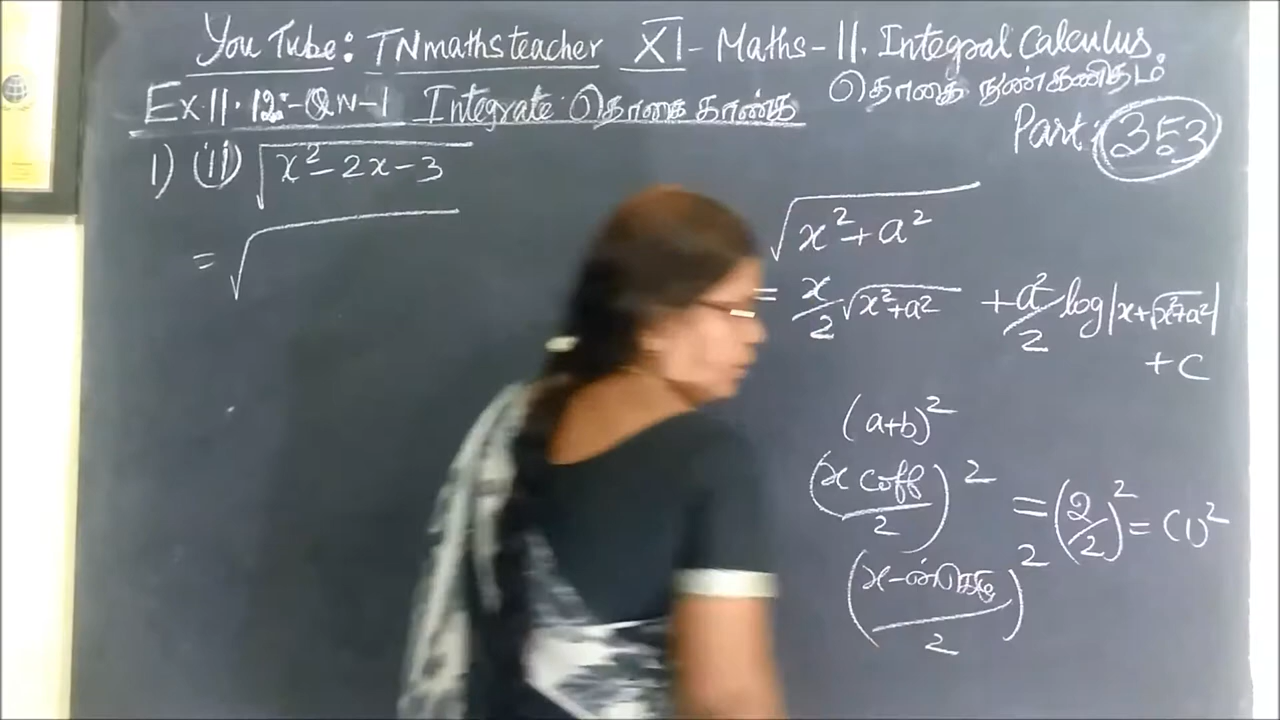 You Tube: TNmathsteacher XI- Maths - 11. Integral Calculus.
தொகை நுண்கணிதம்
Ex 11.12:-QN-1 Integrate தொகை காண்க
Part: 353
1) (ii) √x²-2x-3
= √
√x²+a²
= x/2 √x²+a² + a²/2 log|x+√x²+a²|
+C
(a+b)²
(x coff/2)² = (2/2)² = (1)²
(x-ன்கெழு/2)²